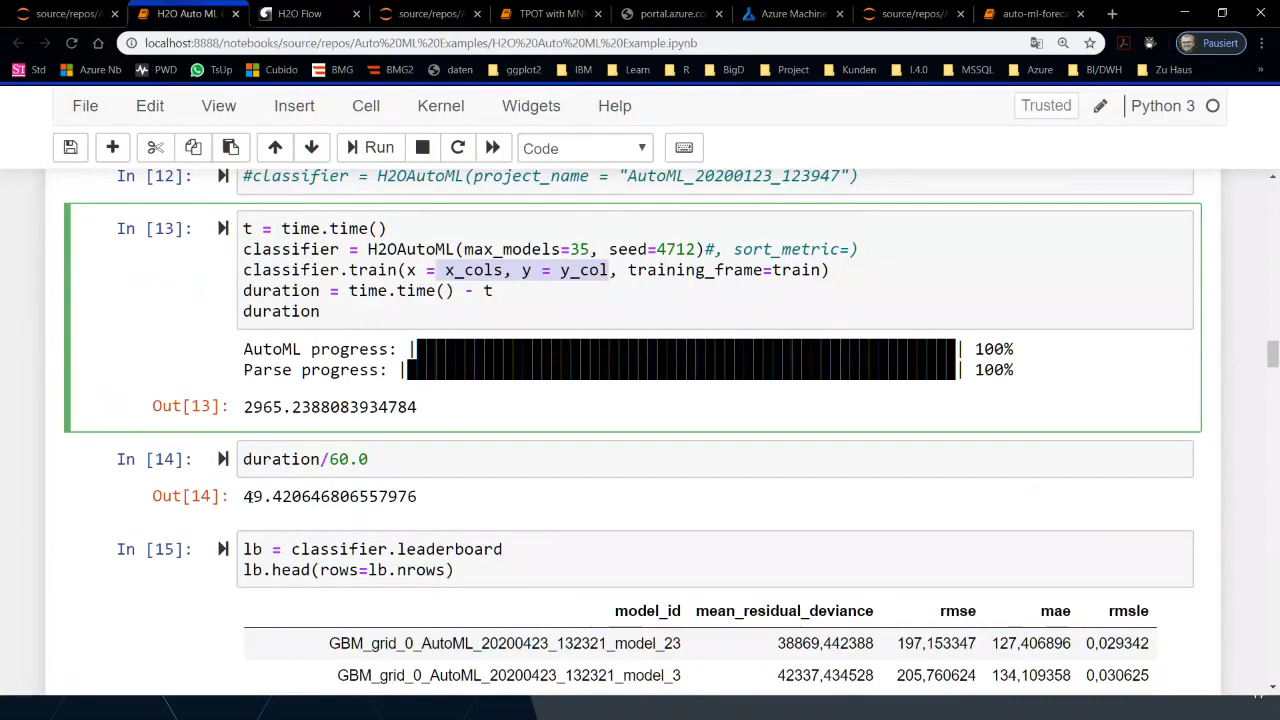 source/repos/A
H2O Auto ML
H2O Flow
source/repos/A
TPOT with MN
portal.azure.co
Azure Machine
source/repos/A
auto-ml-foreca
localhost:8888/notebooks/source/repos/Auto%20ML%20Examples/H2O%20Auto%20ML%20Example.ipynb
Pausiert
Std
Azure Nb
PWD
TsUp
Cubido
BMG
BMG2
daten
ggplot2
IBM
Learn
R
BigD
Project
Kunden
I.4.0
MSSQL
Azure
BI/DWH
Zu Haus
»
File Edit View Insert Cell Kernel Widgets Help
Trusted
Python 3
Run
Code
In [12]: #classifier = H2OAutoML(project_name = "AutoML_20200123_123947")
In [13]: t = time.time()
classifier = H2OAutoML(max_models=35, seed=4712)#, sort_metric=)
classifier.train(x = x_cols, y = y_col, training_frame=train)
duration = time.time() - t
duration
AutoML progress: | | 100%
Parse progress: | | 100%
Out[13]: 2965.2388083934784
In [14]: duration/60.0
Out[14]: 49.420646806557976
In [15]: lb = classifier.leaderboard
lb.head(rows=lb.nrows)
model_id mean_residual_deviance rmse mae rmsle
GBM_grid_0_AutoML_20200423_132321_model_23 38869,442388 197,153347 127,406896 0,029342
GBM_grid_0_AutoML_20200423_132321_model_3 42337,434528 205,760624 134,109358 0,030625